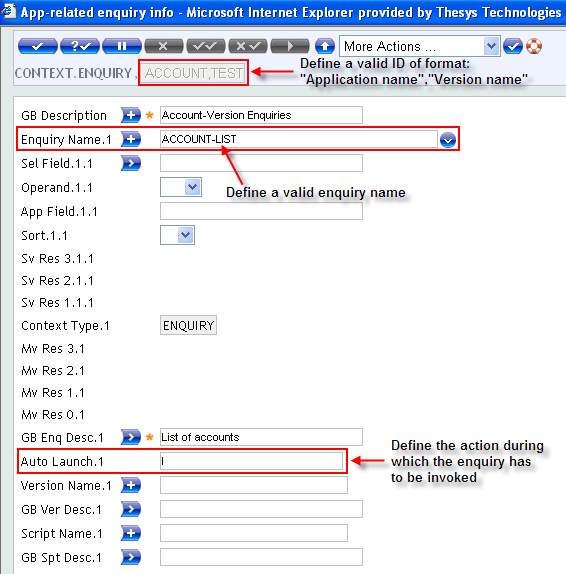 App-related enquiry info - Microsoft Internet Explorer provided by Thesys Technologies
More Actions ...
CONTEXT. ENQUIRY , ACCOUNT,TEST
Define a valid ID of format:
"Application name","Version name"
GB Description
Account-Version Enquiries
Enquiry Name.1
ACCOUNT-LIST
Sel Field.1.1
Operand.1.1
Define a valid enquiry name
App Field.1.1
Sort.1.1
Sv Res 3.1.1
Sv Res 2.1.1
Sv Res 1.1.1
Context Type.1
ENQUIRY
Mv Res 3.1
Mv Res 2.1
Mv Res 1.1
Mv Res 0.1
GB Enq Desc.1
List of accounts
Auto Launch.1
I
Define the action during
which the enquiry has
to be invoked
Version Name.1
GB Ver Desc.1
Script Name.1
GB Spt Desc.1